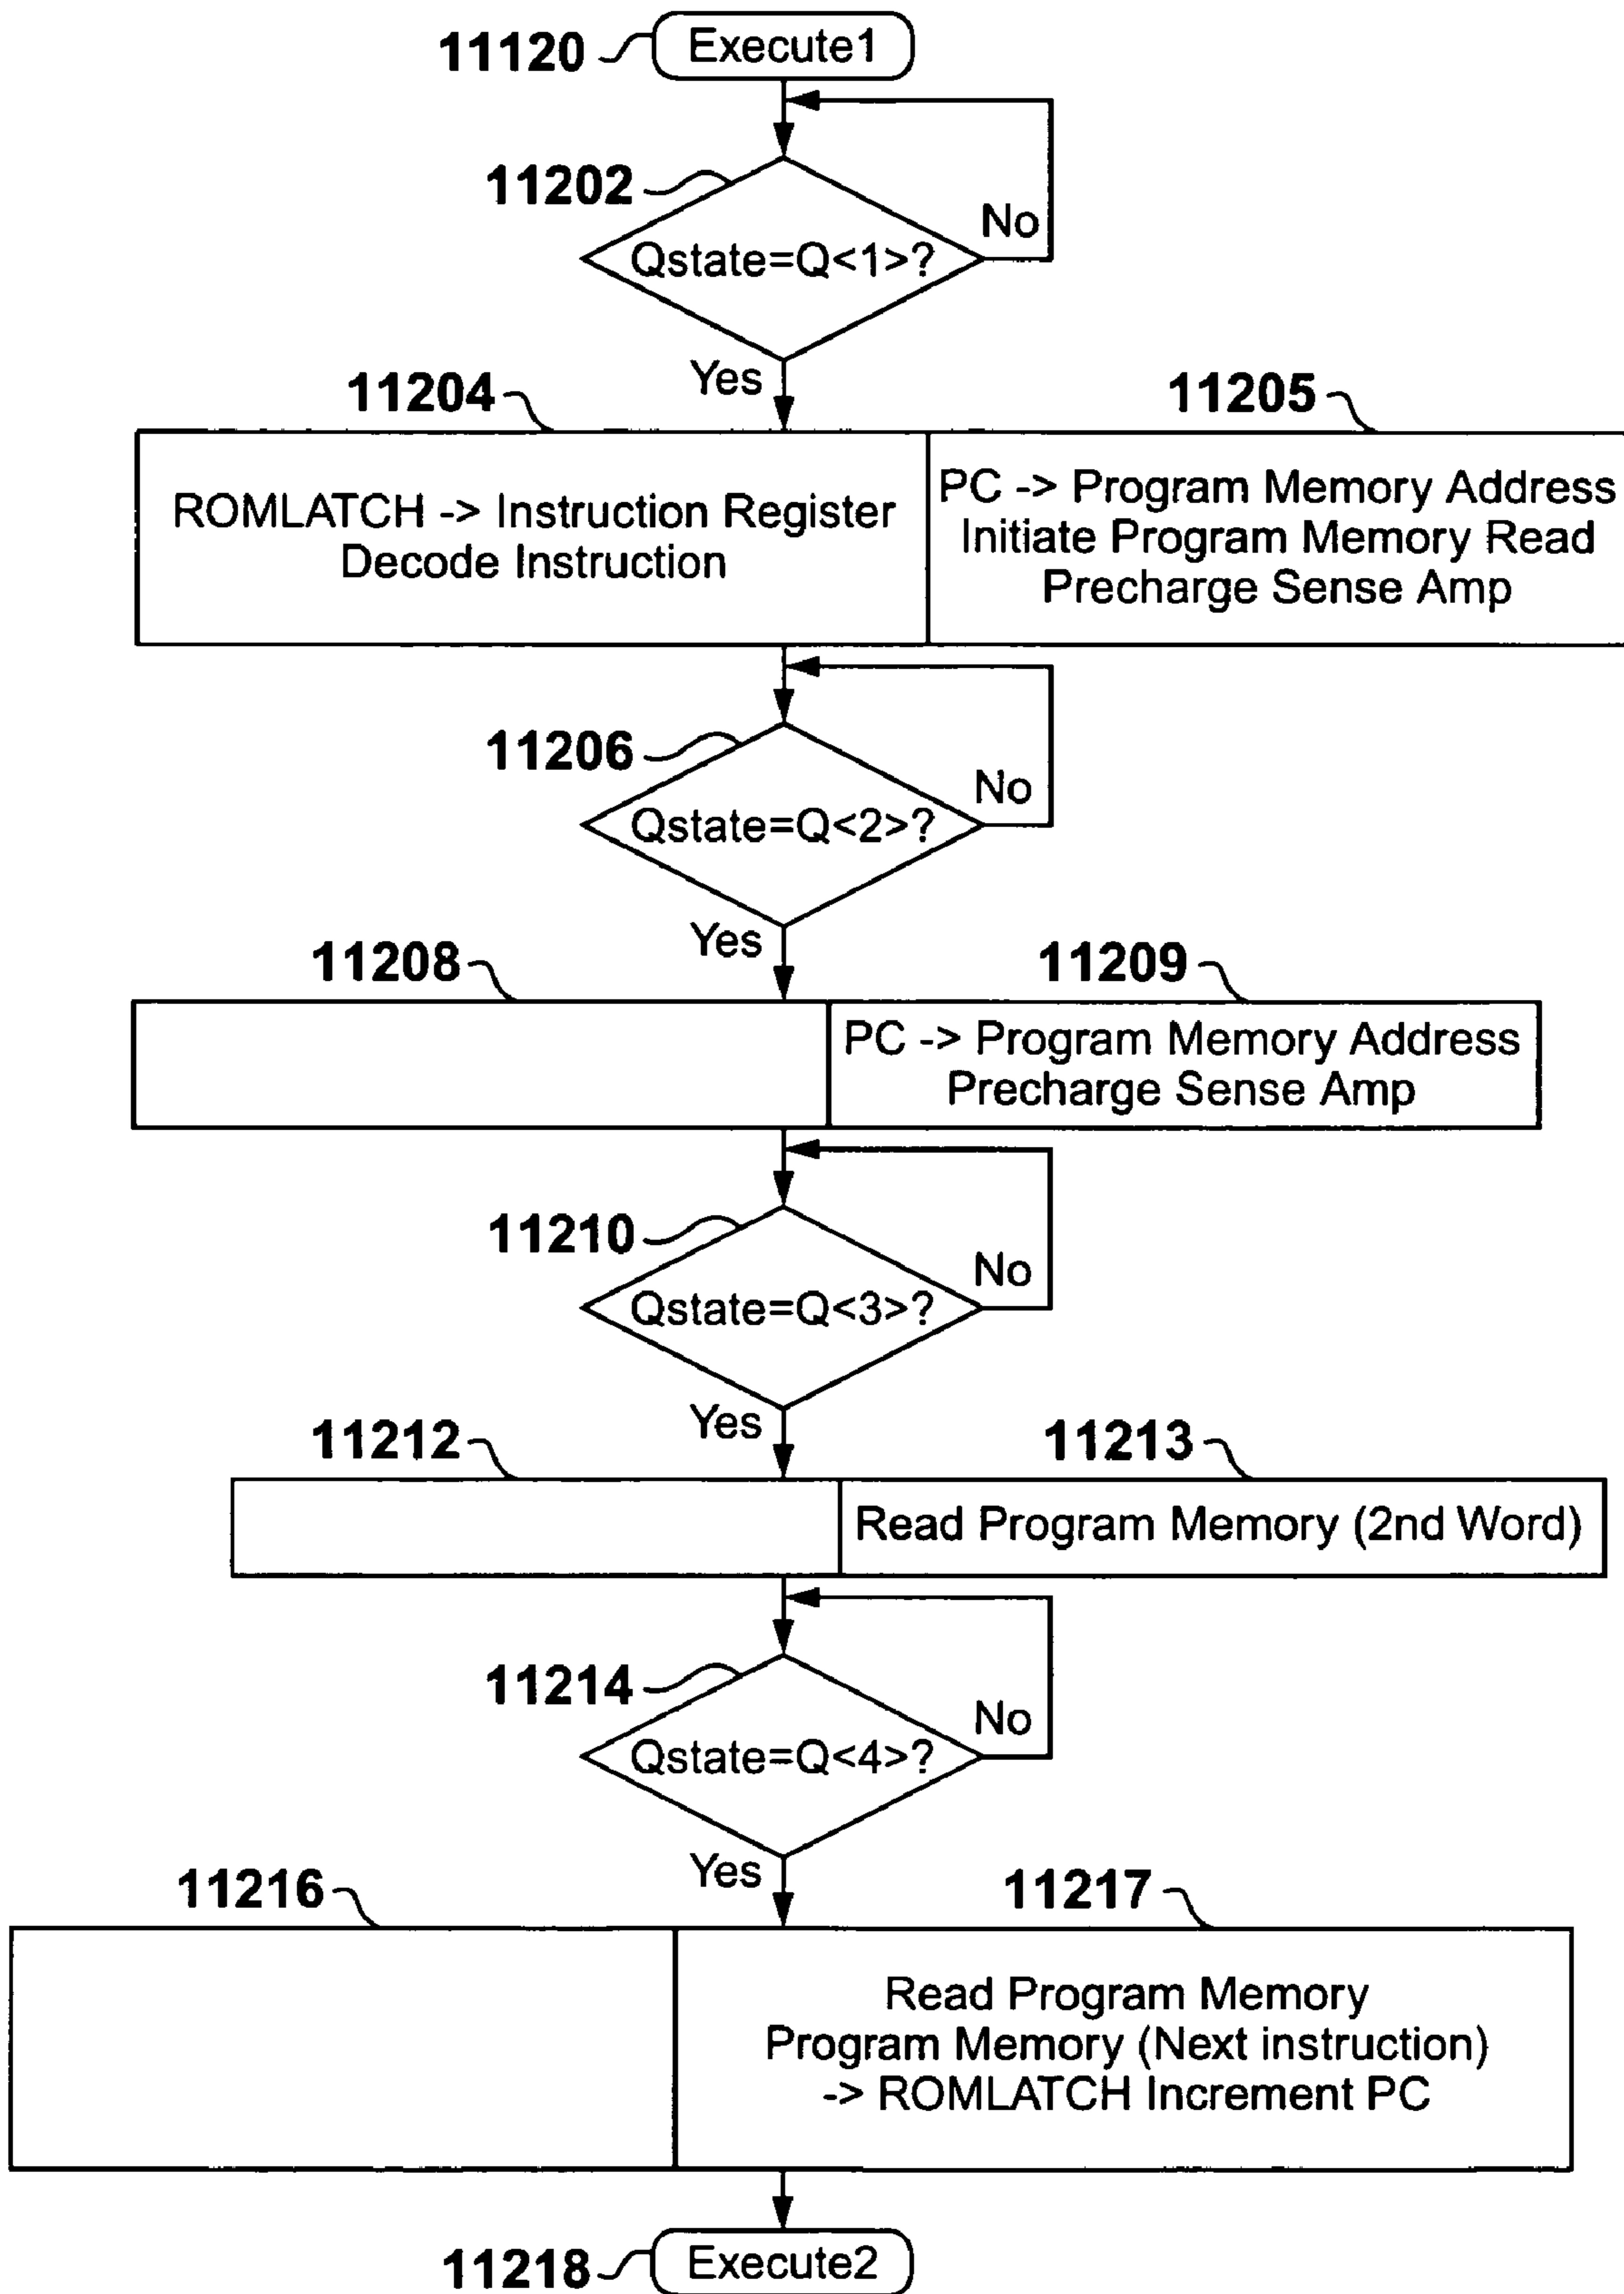 11120
Execute1
11202
No
Qstate=Q<1>?
Yes
11204
11205
ROMLATCH -> Instruction Register
Decode Instruction
PC -> Program Memory Address
Initiate Program Memory Read
Precharge Sense Amp
11206
No
Qstate=Q<2>?
Yes
11208
11209
PC -> Program Memory Address
Precharge Sense Amp
11210
No
Qstate=Q<3>?
Yes
11212
11213
Read Program Memory (2nd Word)
11214
No
Qstate=Q<4>?
Yes
11216
11217
Read Program Memory
Program Memory (Next instruction)
-> ROMLATCH Increment PC
11218
Execute2